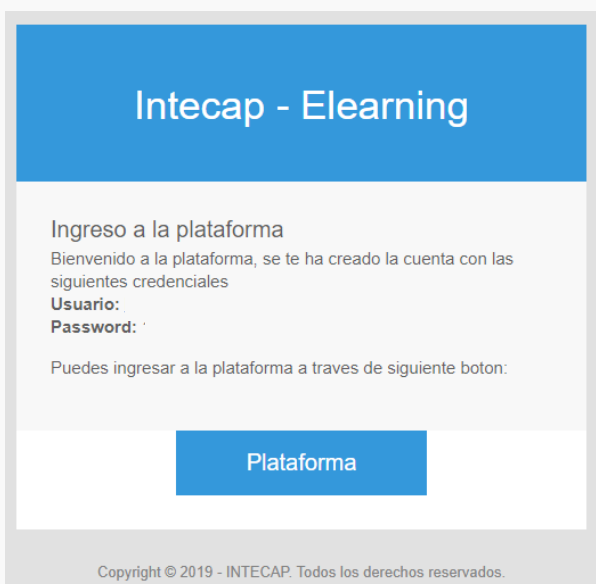 Intecap - Elearning
Ingreso a la plataforma
Bienvenido a la plataforma, se te ha creado la cuenta con las
siguientes credenciales
Usuario:
Password:
Puedes ingresar a la plataforma a traves de siguiente boton:
Plataforma
Copyright © 2019 - INTECAP. Todos los derechos reservados.